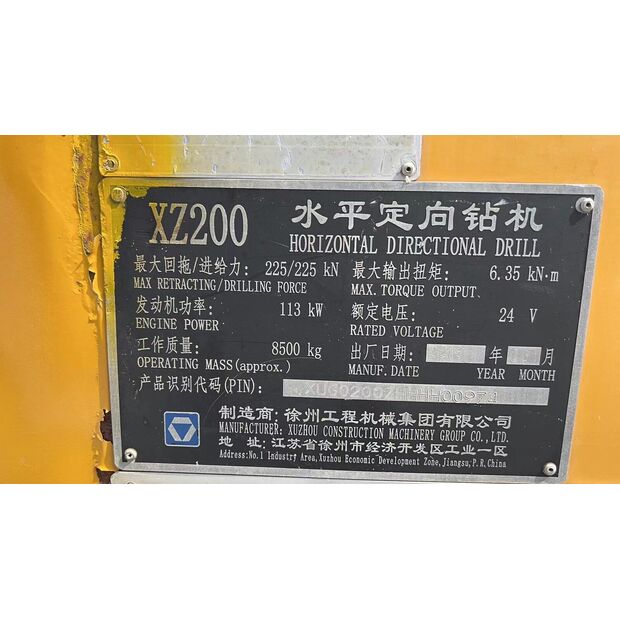 XZ200 水平定向钻机
HORIZONTAL DIRECTIONAL DRILL
最大回拖/进给力: 225/225 kN 最大输出扭矩: 6.35 kN·m
MAX RETRACTING/DRILLING FORCE MAX. TORQUE OUTPUT
发动机功率: 113 kW 额定电压: 24 V
ENGINE POWER RATED VOLTAGE
工作质量: 8500 kg 出厂日期: 年 月
OPERATING MASS(approx.) MANUF. DATE YEAR MONTH
产品识别代码(PIN):
制造商: 徐州工程机械集团有限公司
MANUFACTURER: XUZHOU CONSTRUCTION MACHINERY GROUP CO., LTD.
地 址: 江苏省徐州市经济开发区工业一区
Address: No.1 Industry Area, Xuzhou Economic Development Zone, Jiangsu, P.R.China